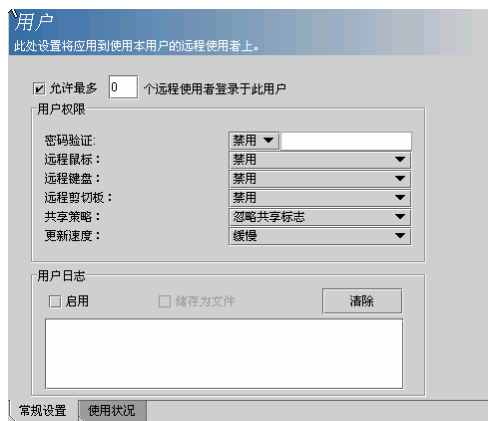 用户
此处设置将应用到使用本用户的远程使用者上。
允许最多 0 个远程使用者登录于此用户
用户权限
密码验证: 禁用
远程鼠标： 禁用
远程键盘： 禁用
远程剪切板： 禁用
共享策略： 忽略共享标志
更新速度： 缓慢
用户日志
启用 储存为文件 清除
常规设置 使用状况